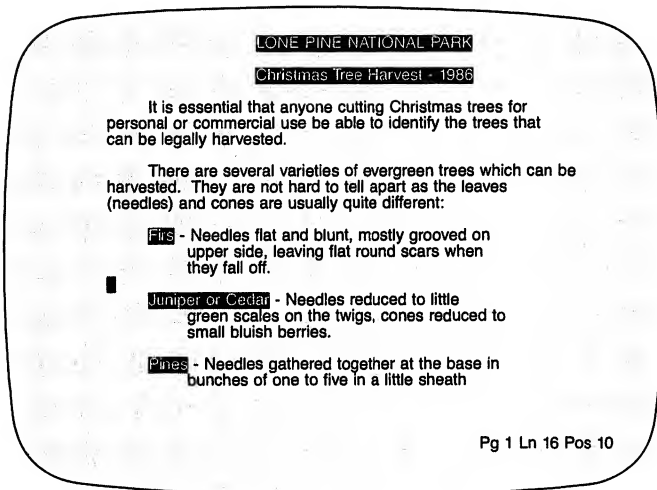 LONE PINE NATIONAL PARK
Christmas Tree Harvest - 1986
It is essential that anyone cutting Christmas trees for
personal or commercial use be able to identify the trees that
can be legally harvested.
There are several varieties of evergreen trees which can be
harvested. They are not hard to tell apart as the leaves
(needles) and cones are usually quite different:
Firs - Needles flat and blunt, mostly grooved on
upper side, leaving flat round scars when
they fall off.
Juniper or Cedar - Needles reduced to little
green scales on the twigs, cones reduced to
small bluish berries.
Pines - Needles gathered together at the base in
bunches of one to five in a little sheath
Pg 1 Ln 16 Pos 10